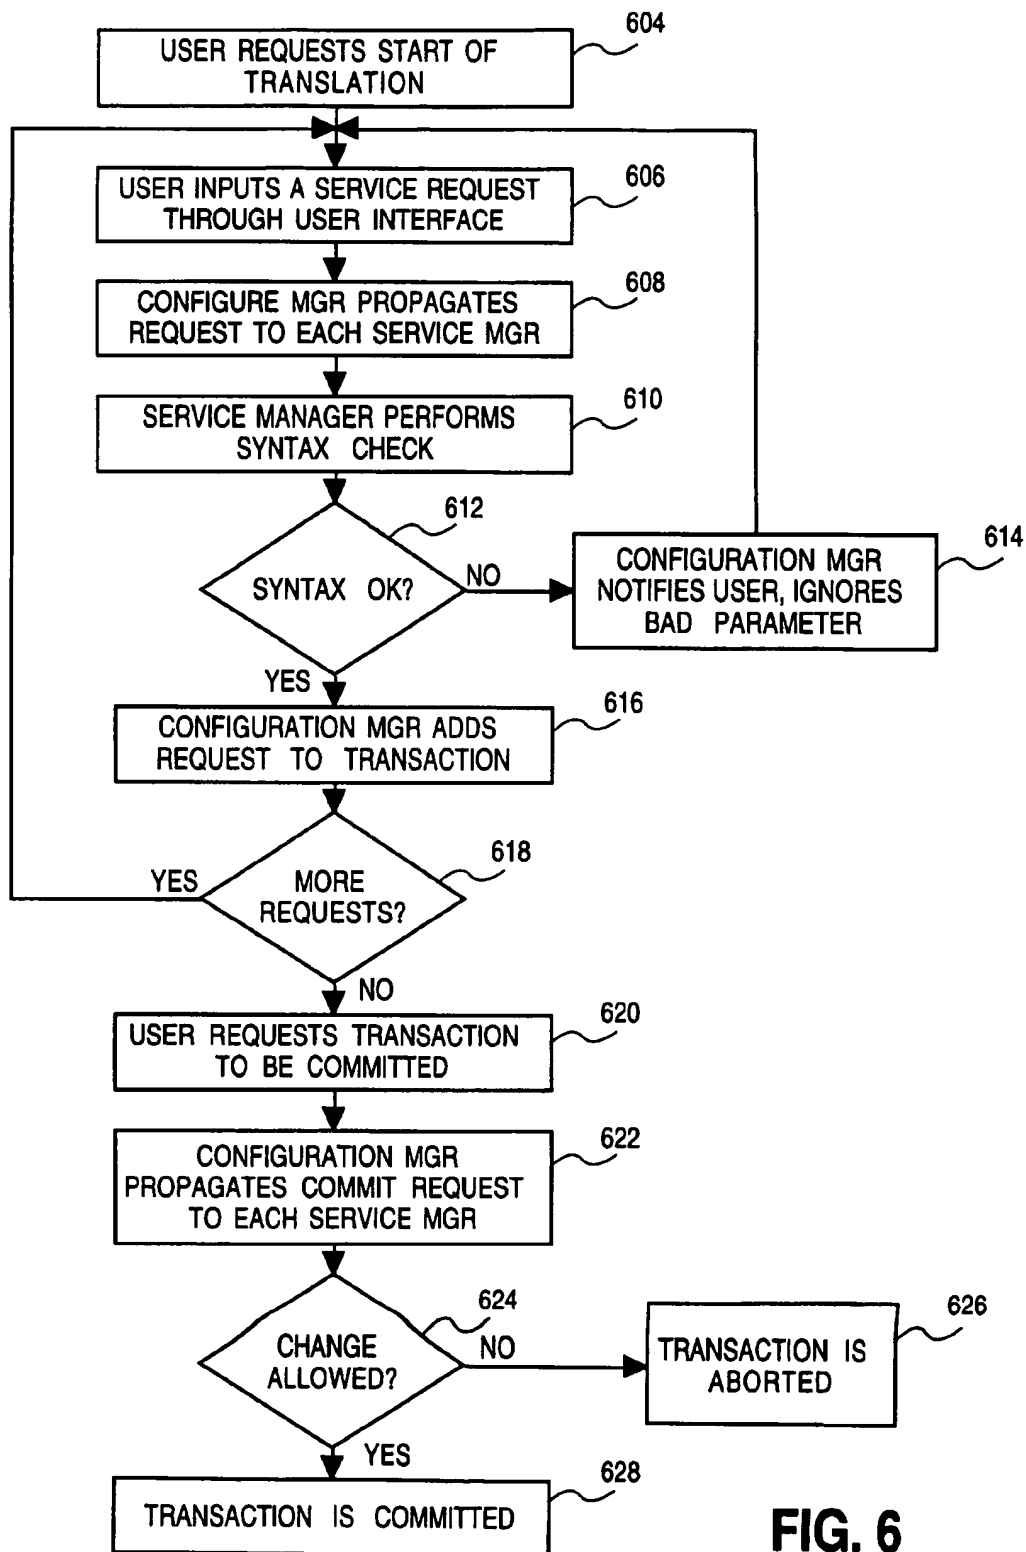 604
USER REQUESTS START OF
TRANSLATION
606
USER INPUTS A SERVICE REQUEST
THROUGH USER INTERFACE
608
CONFIGURE MGR PROPAGATES
REQUEST TO EACH SERVICE MGR
610
SERVICE MANAGER PERFORMS
SYNTAX CHECK
612
SYNTAX OK?
NO
614
CONFIGURATION MGR
NOTIFIES USER, IGNORES
BAD PARAMETER
YES
616
CONFIGURATION MGR ADDS
REQUEST TO TRANSACTION
618
YES
MORE
REQUESTS?
NO
620
USER REQUESTS TRANSACTION
TO BE COMMITTED
622
CONFIGURATION MGR
PROPAGATES COMMIT REQUEST
TO EACH SERVICE MGR
624
CHANGE
ALLOWED?
NO
626
TRANSACTION IS
ABORTED
YES
628
TRANSACTION IS COMMITTED
FIG. 6